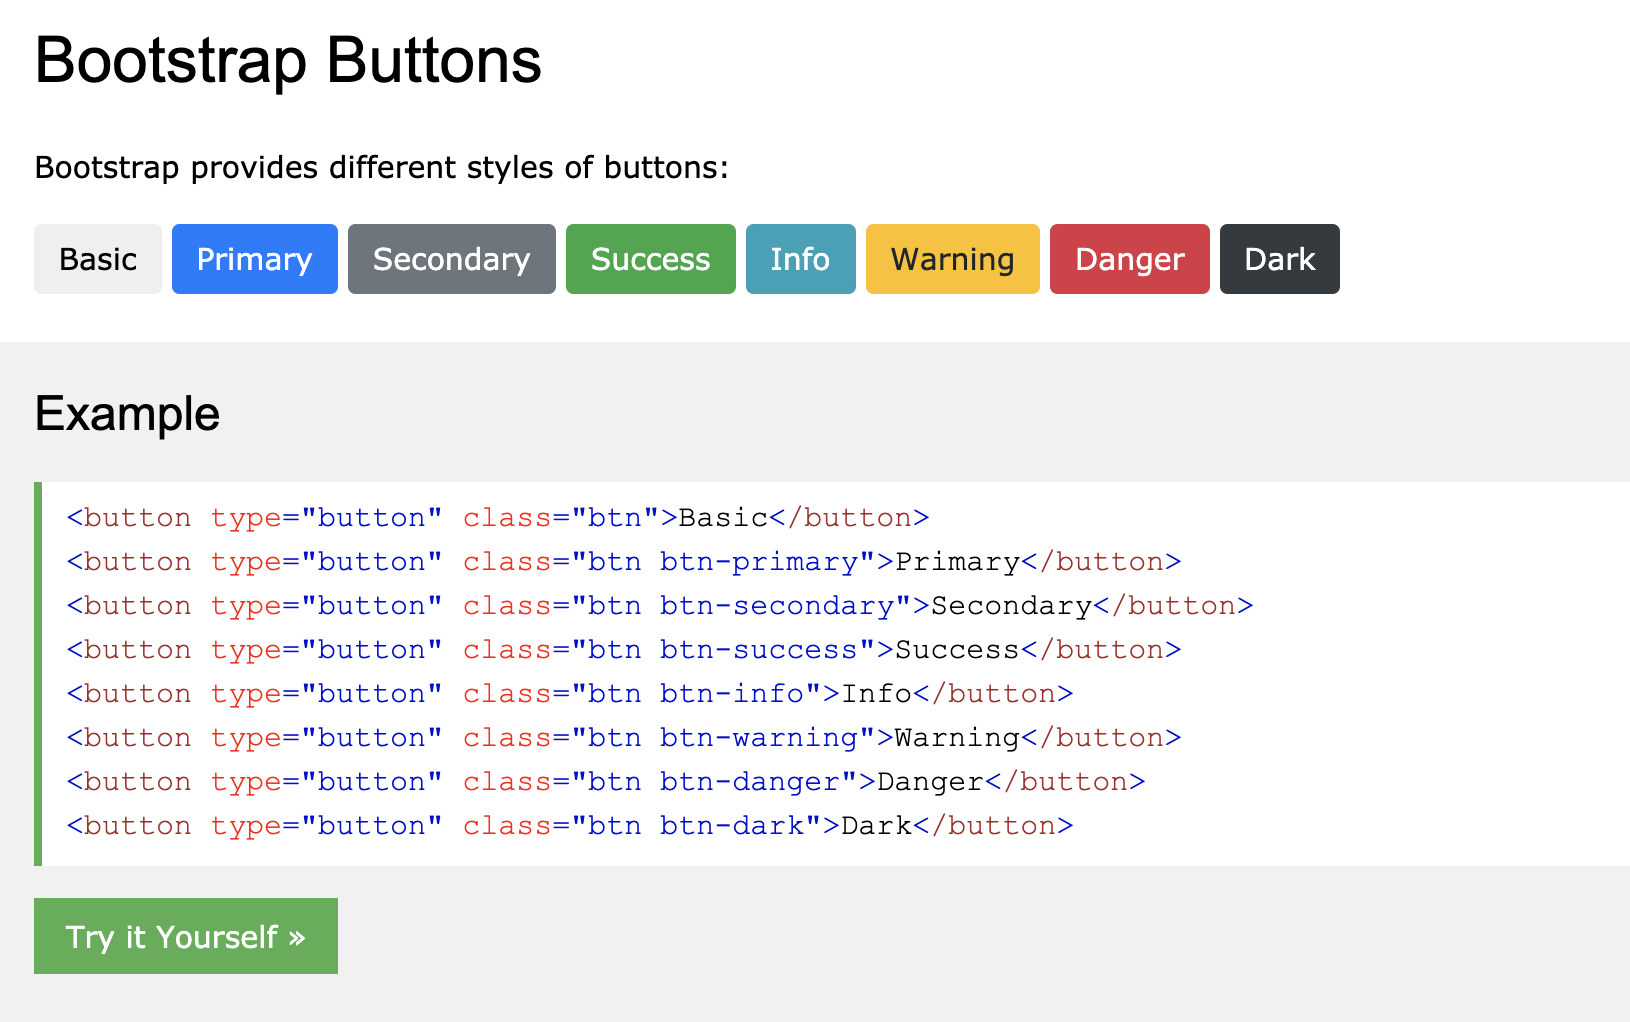 Bootstrap Buttons
Bootstrap provides different styles of buttons:
Basic Primary Secondary Success Info Warning Danger Dark
Example
<button type="button" class="btn">Basic</button>
<button type="button" class="btn btn-primary">Primary</button>
<button type="button" class="btn btn-secondary">Secondary</button>
<button type="button" class="btn btn-success">Success</button>
<button type="button" class="btn btn-info">Info</button>
<button type="button" class="btn btn-warning">Warning</button>
<button type="button" class="btn btn-danger">Danger</button>
<button type="button" class="btn btn-dark">Dark</button>
Try it Yourself »